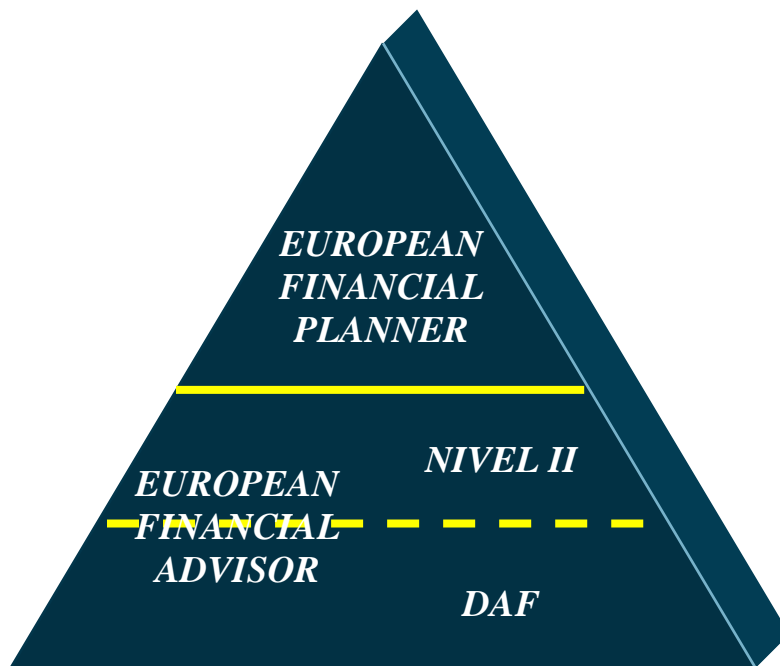 EUROPEAN
FINANCIAL
PLANNER
NIVEL II
EUROPEAN
FINANCIAL
ADVISOR
DAF